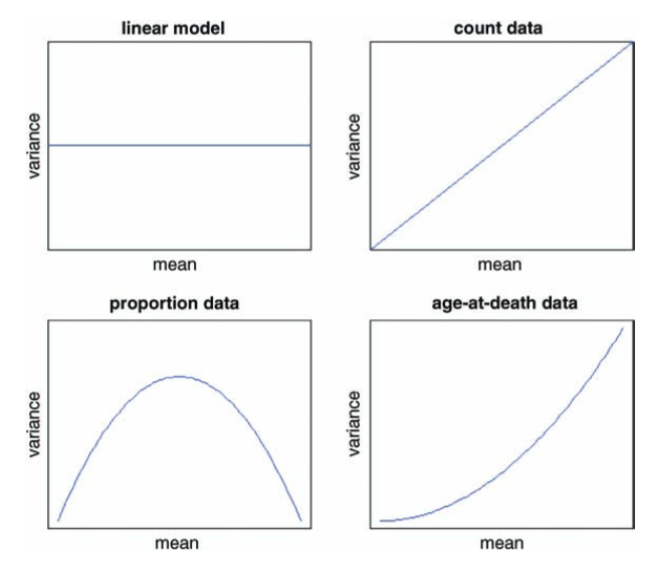 linear model
variance
mean
count data
variance
mean
proportion data
variance
mean
age-at-death data
variance
mean